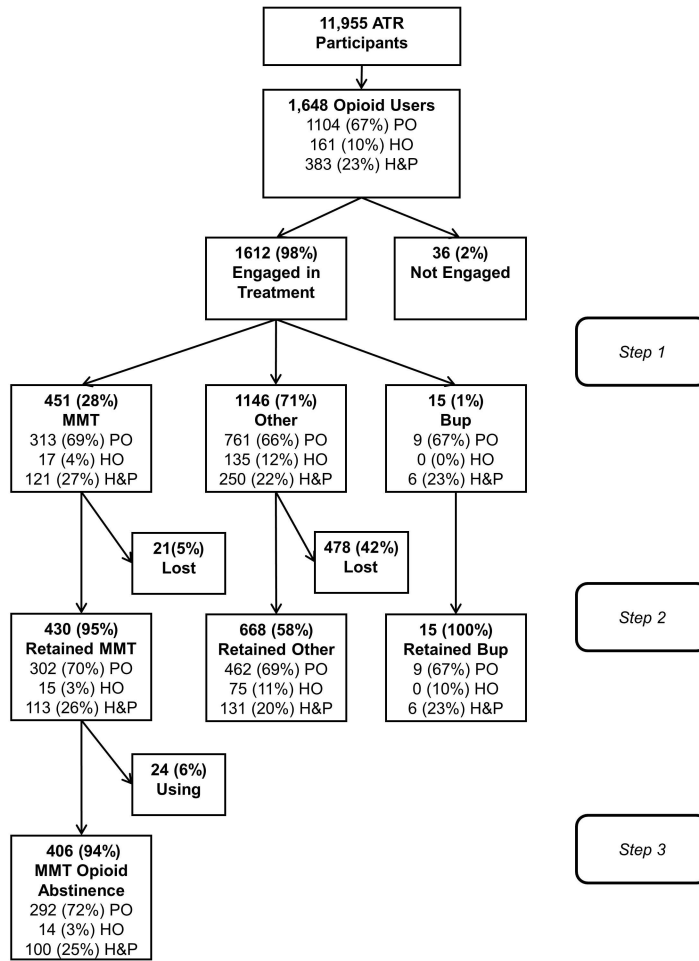 11,955 ATR
Participants
1,648 Opioid Users
1104 (67%) PO
161 (10%) HO
383 (23%) H&P
1612 (98%)
Engaged in
Treatment
36 (2%)
Not Engaged
Step 1
451 (28%)
MMT
313 (69%) PO
17 (4%) HO
121 (27%) H&P
1146 (71%)
Other
761 (66%) PO
135 (12%) HO
250 (22%) H&P
15 (1%)
Bup
9 (67%) PO
0 (0%) HO
6 (23%) H&P
21(5%)
Lost
478 (42%)
Lost
Step 2
430 (95%)
Retained MMT
302 (70%) PO
15 (3%) HO
113 (26%) H&P
668 (58%)
Retained Other
462 (69%) PO
75 (11%) HO
131 (20%) H&P
15 (100%)
Retained Bup
9 (67%) PO
0 (10%) HO
6 (23%) H&P
24 (6%)
Using
Step 3
406 (94%)
MMT Opioid
Abstinence
292 (72%) PO
14 (3%) HO
100 (25%) H&P